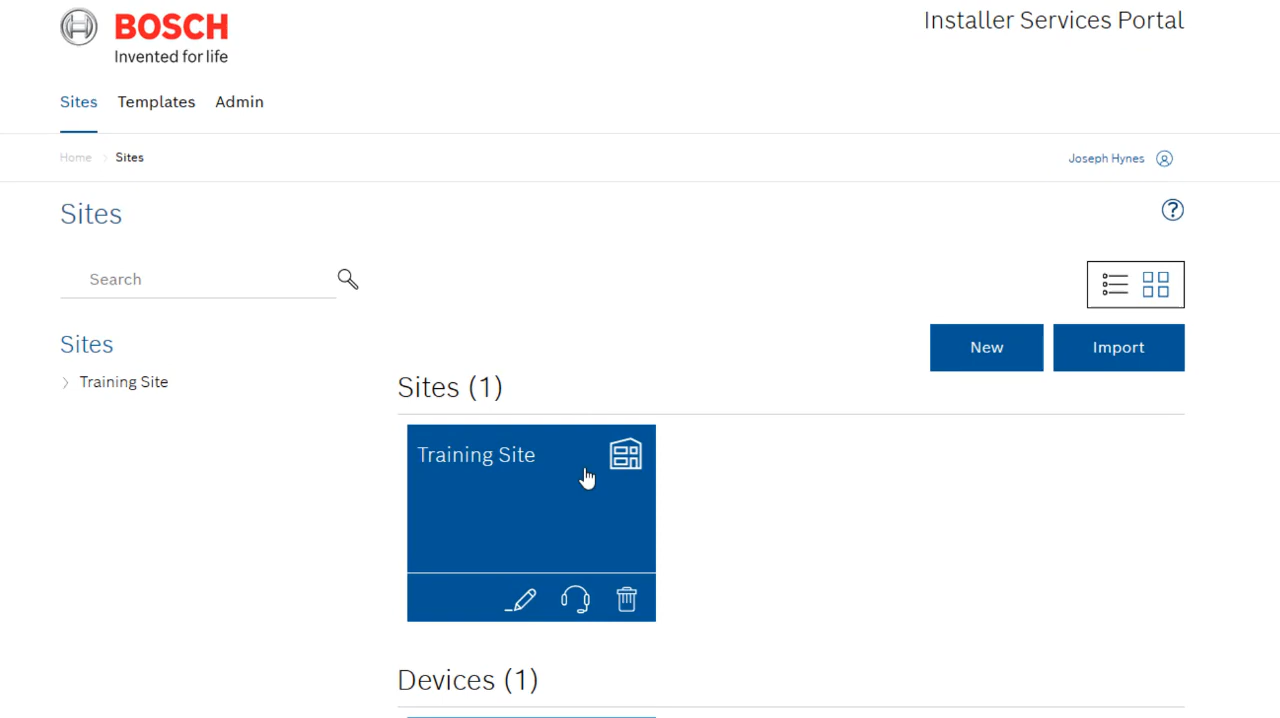 BOSCH
Invented for life
Installer Services Portal
Sites Templates Admin
Home Sites
Joseph Hynes
Sites
?
Search
New Import
Sites
Training Site
Sites (1)
Training Site
Devices (1)